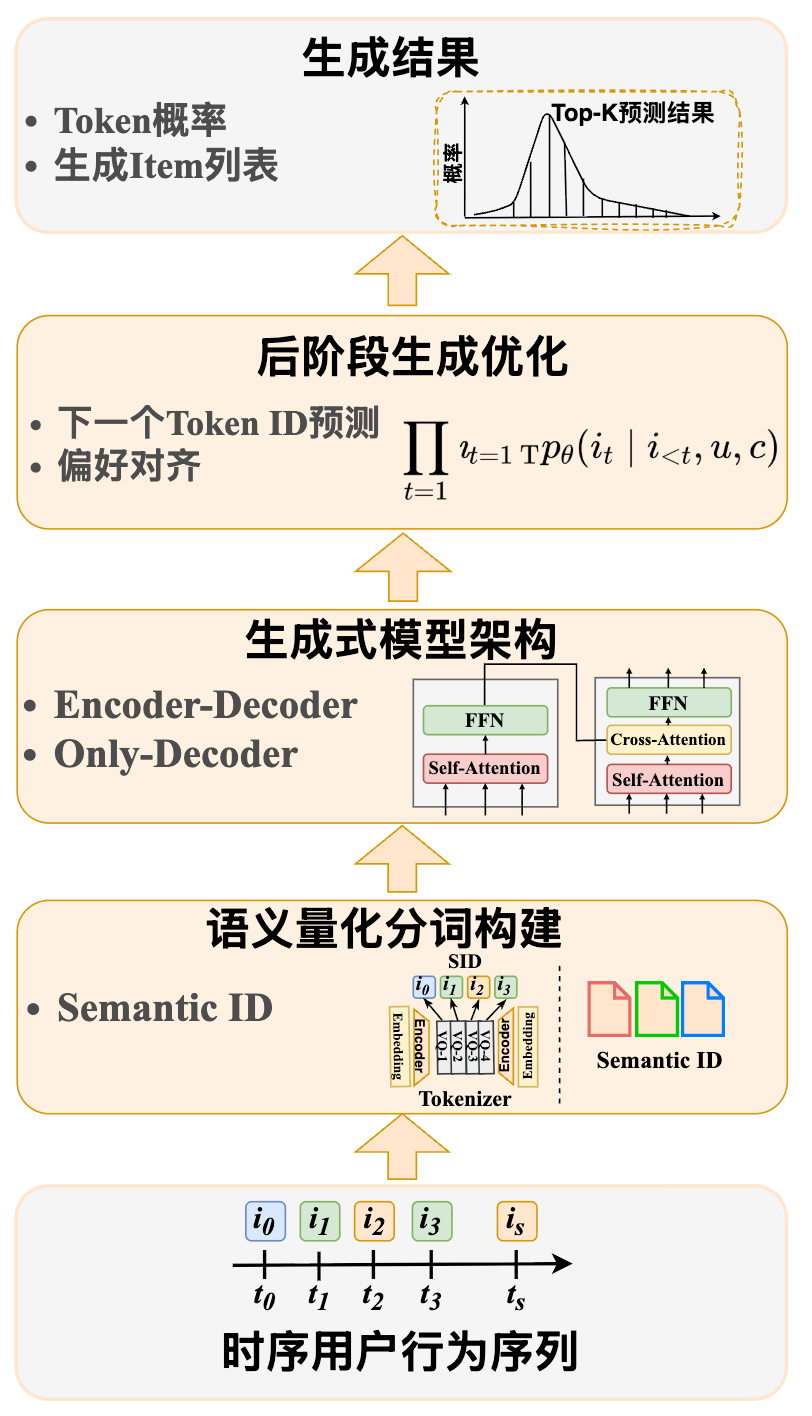 生成结果
• Token概率
• 生成Item列表
Top-K预测结果
概率
后阶段生成优化
• 下一个Token ID预测
• 偏好对齐
∏ t=1 ι_{t=1 T} p_θ(i_t | i_{<t}, u, c)
生成式模型架构
• Encoder-Decoder
• Only-Decoder
FFN
Self-Attention
FFN
Cross-Attention
Self-Attention
语义量化分词构建
• Semantic ID
SID
i0 i1 i2 i3
Embedding
Encoder
VQ-1
VQ-2
VQ-3
VQ-4
Encoder
Embedding
Tokenizer
Semantic ID
i0 i1 i2 i3 is
t0 t1 t2 t3 ts
时序用户行为序列